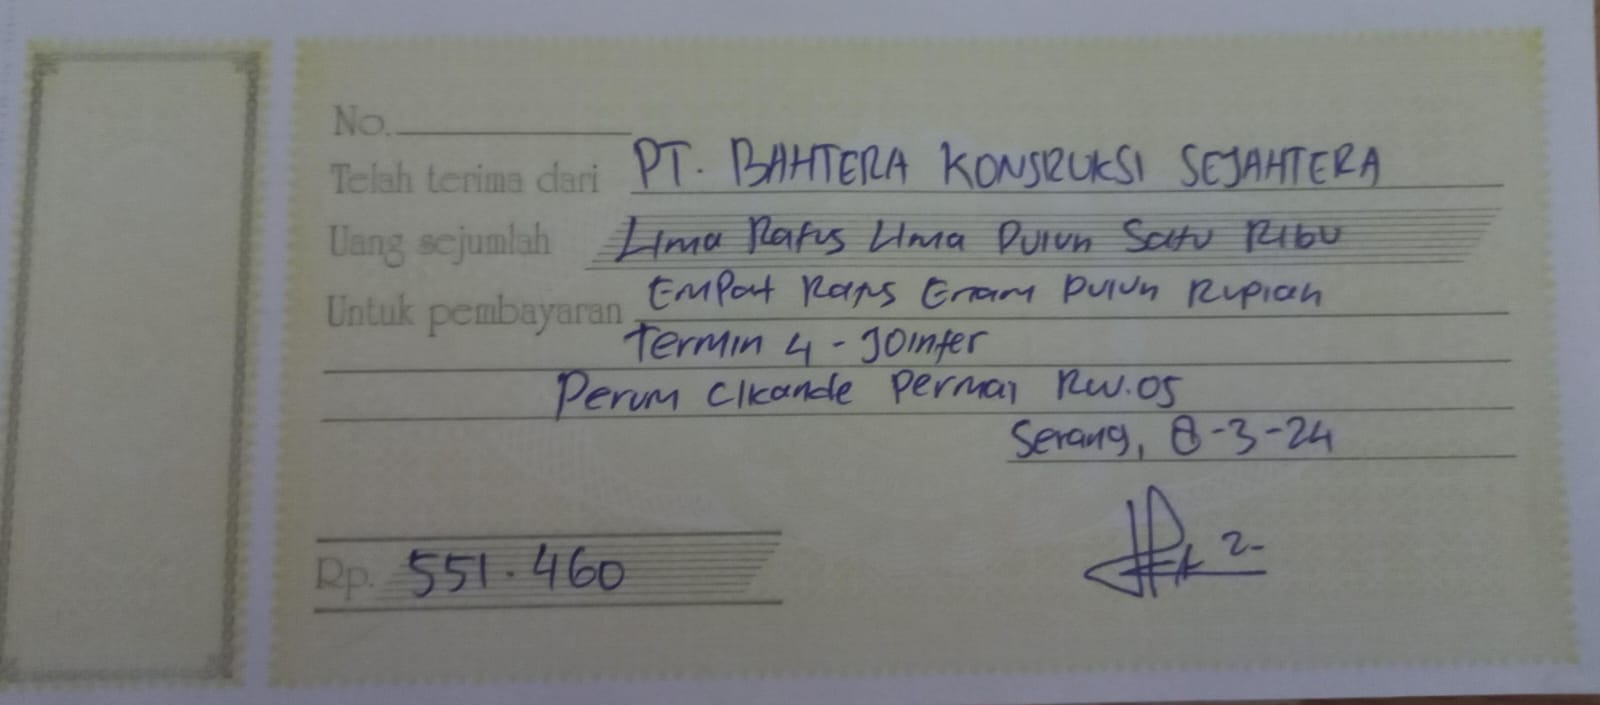 No.
Telah terima dari PT. BAHTERA KONSRUKSI SEJAHTERA
Uang sejumlah Lima Ratus Lima Puluh Satu Ribu
Untuk pembayaran Empat Ratus Enam Puluh Rupiah
Termin 4 - JOinter
Perum Cikande Permai RW.05
Serang, 8-3-24
Rp. 551.460